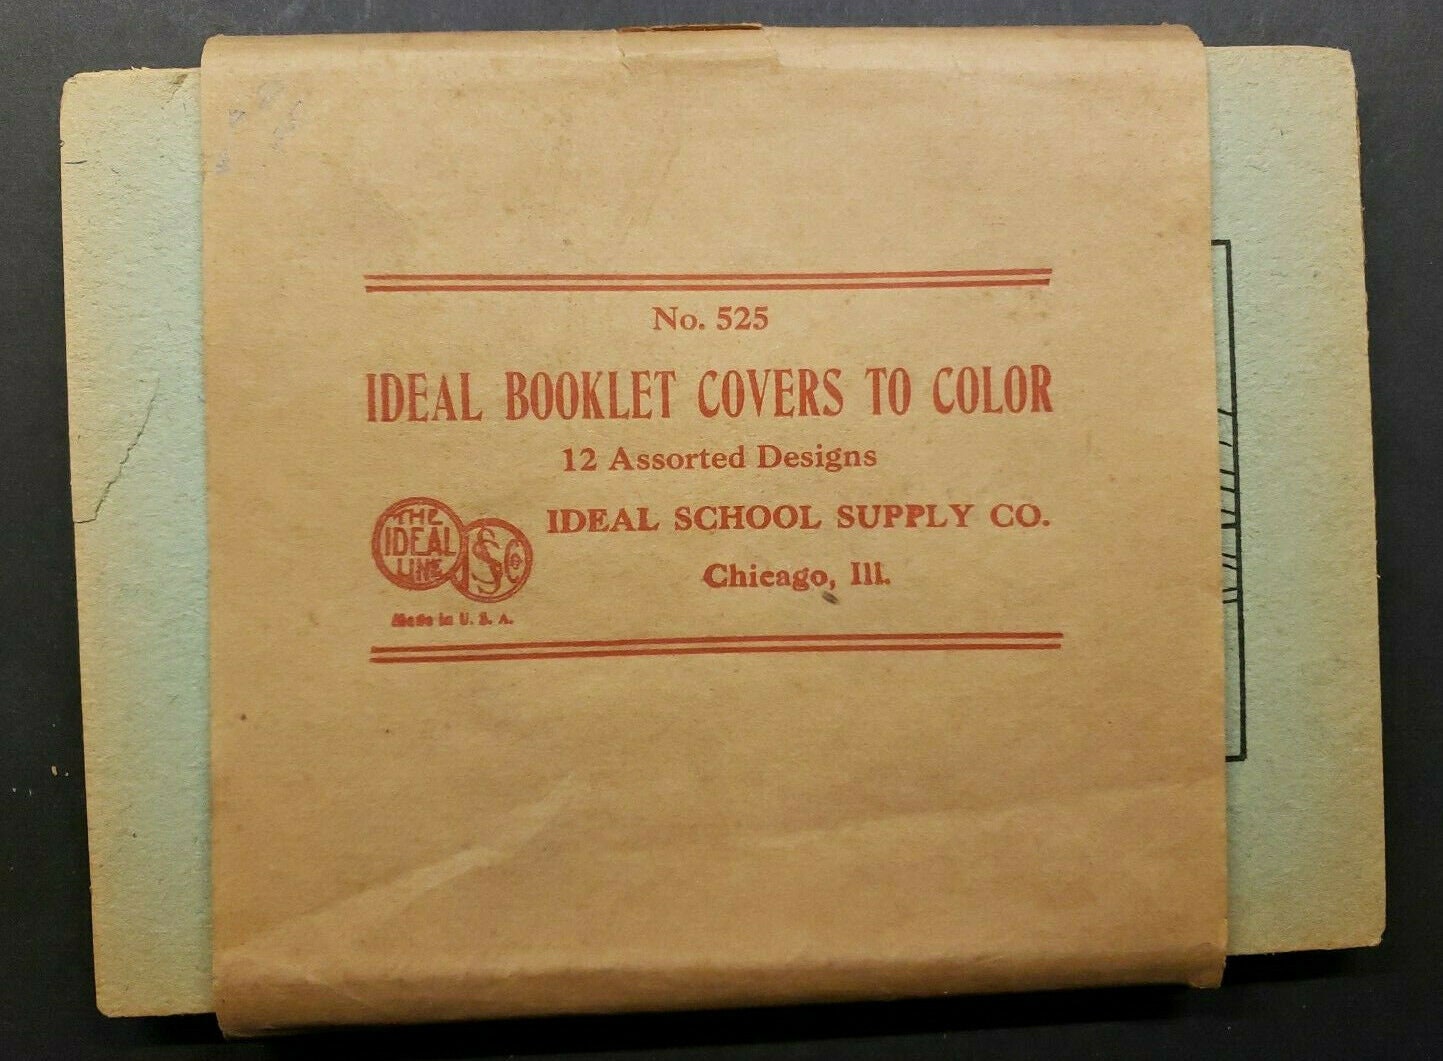 No. 525
IDEAL BOOKLET COVERS TO COLOR
12 Assorted Designs
THE
IDEAL
LINE
ISSCo
IDEAL SCHOOL SUPPLY CO.
Chicago, Ill.
Made in U. S. A.